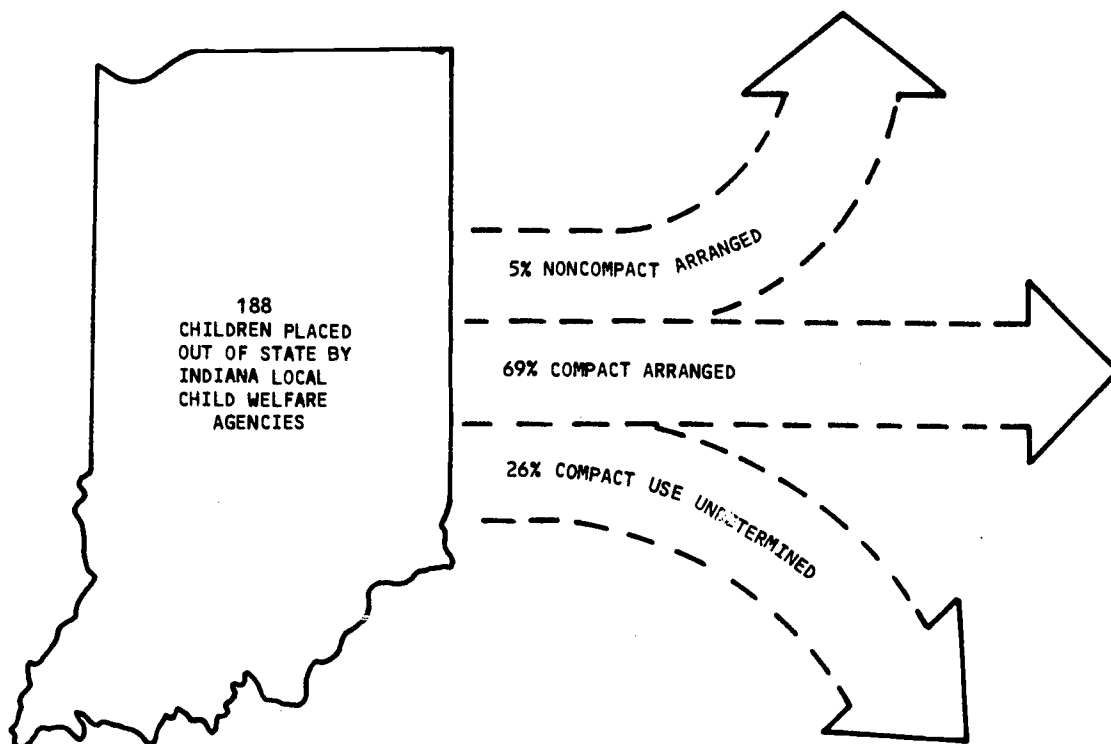 188
CHILDREN PLACED
OUT OF STATE BY
INDIANA LOCAL
CHILD WELFARE
AGENCIES
5% NONCOMPACT ARRANGED
69% COMPACT ARRANGED
26% COMPACT USE UNDETERMINED